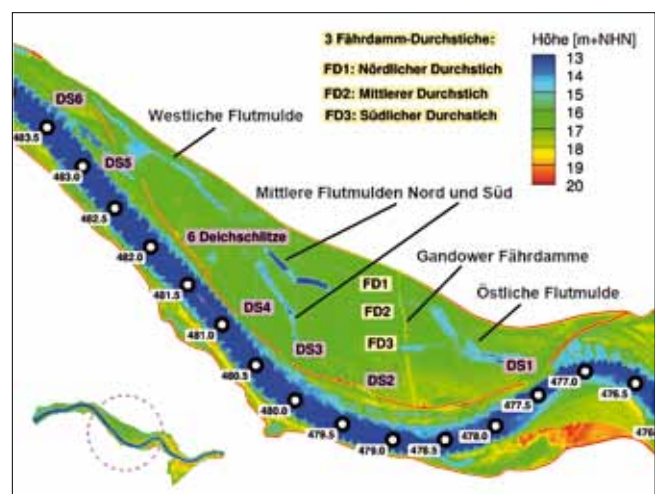 3 Fährdamm-Durchstiche:
FD1: Nördlicher Durchstich
FD2: Mittlerer Durchstich
FD3: Südlicher Durchstich
Höhe [m+NHN]
13
14
15
16
17
18
19
20
DS6
Westliche Flutmulde
483.5
DS5
483.0
Mittlere Flutmulden Nord und Süd
482.5
6 Deichschlitze
482.0
Gandower Fährdamme
FD1
481.5
Östliche Flutmulde
FD2
DS4
481.0
FD3
DS3
DS1
480.5
DS2
477.0
476.5
480.0
477.5
479.5
478.0
479.0
478.5
476